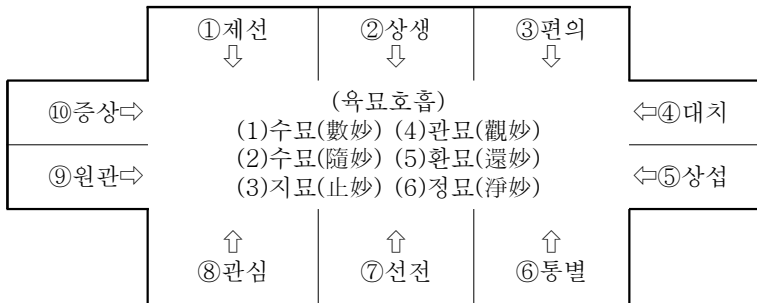 ①제선 ②상생 ③편의
⇩ ⇩ ⇩
(육묘호흡)
⑩증상⇨ (1)수묘(數妙) (4)관묘(觀妙) ⇦④대치
(2)수묘(隨妙) (5)환묘(還妙)
⑨원관⇨ (3)지묘(止妙) (6)정묘(淨妙) ⇦⑤상섭
⇧ ⇧ ⇧
⑧관심 ⑦선전 ⑥통별